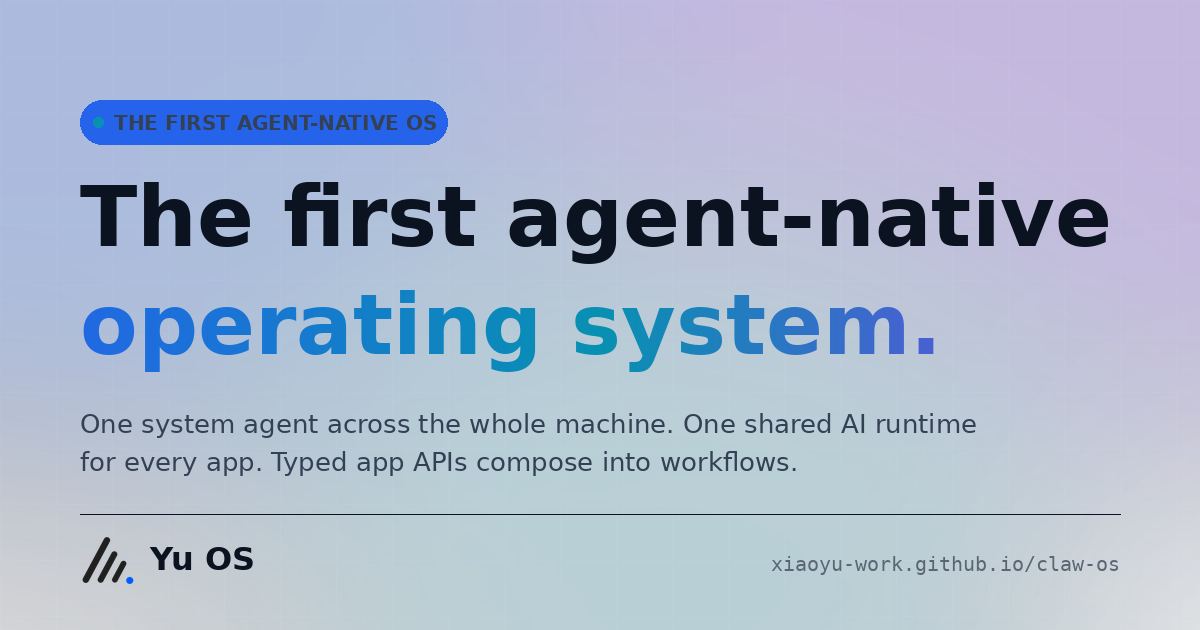 THE FIRST AGENT-NATIVE OS
The first agent-native
operating system.
One system agent across the whole machine. One shared AI runtime
for every app. Typed app APIs compose into workflows.
Yu OS
xiaoyu-work.github.io/claw-os